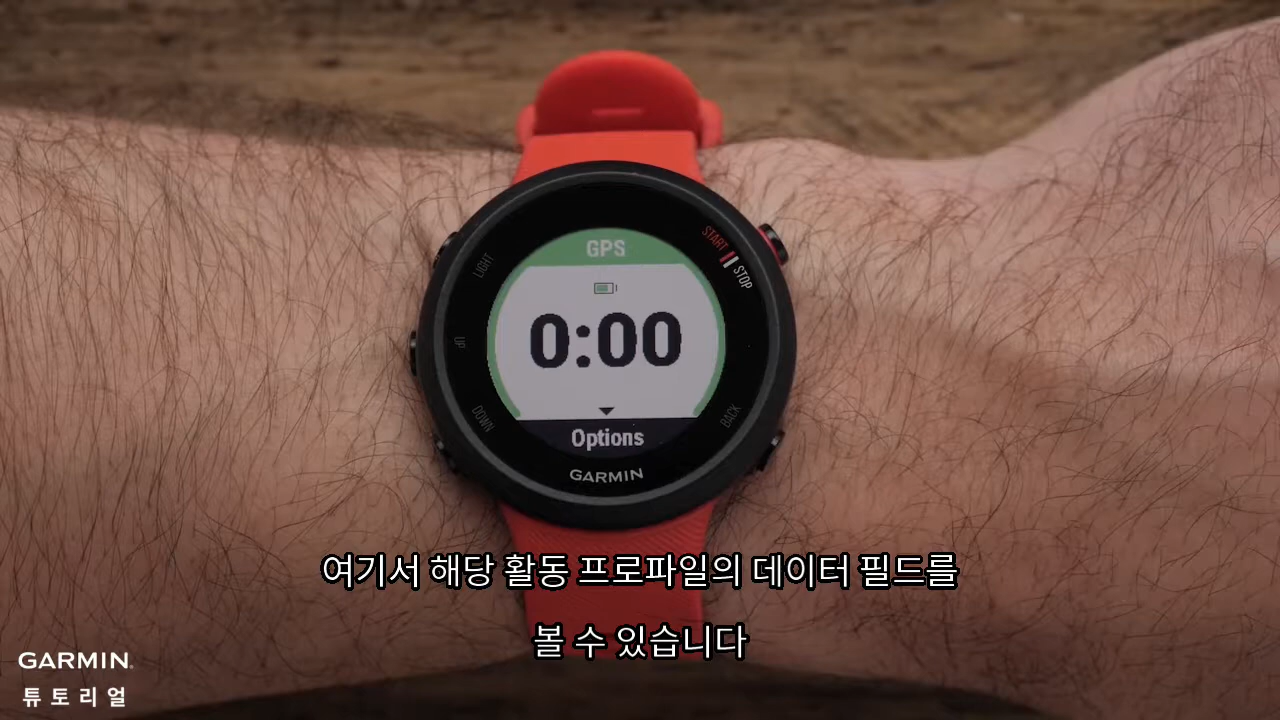 GPS
START
STOP
LIGHT
0:00
UP
DOWN
BACK
Options
GARMIN
여기서 해당 활동 프로파일의 데이터 필드를
볼 수 있습니다
GARMIN.
튜토리얼